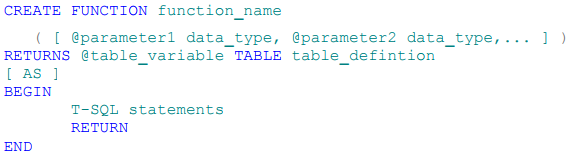 CREATE FUNCTION function_name
( [ @parameter1 data_type, @parameter2 data_type,... ] )
RETURNS @table_variable TABLE table_defintion
[ AS ]
BEGIN
T-SQL statements
RETURN
END